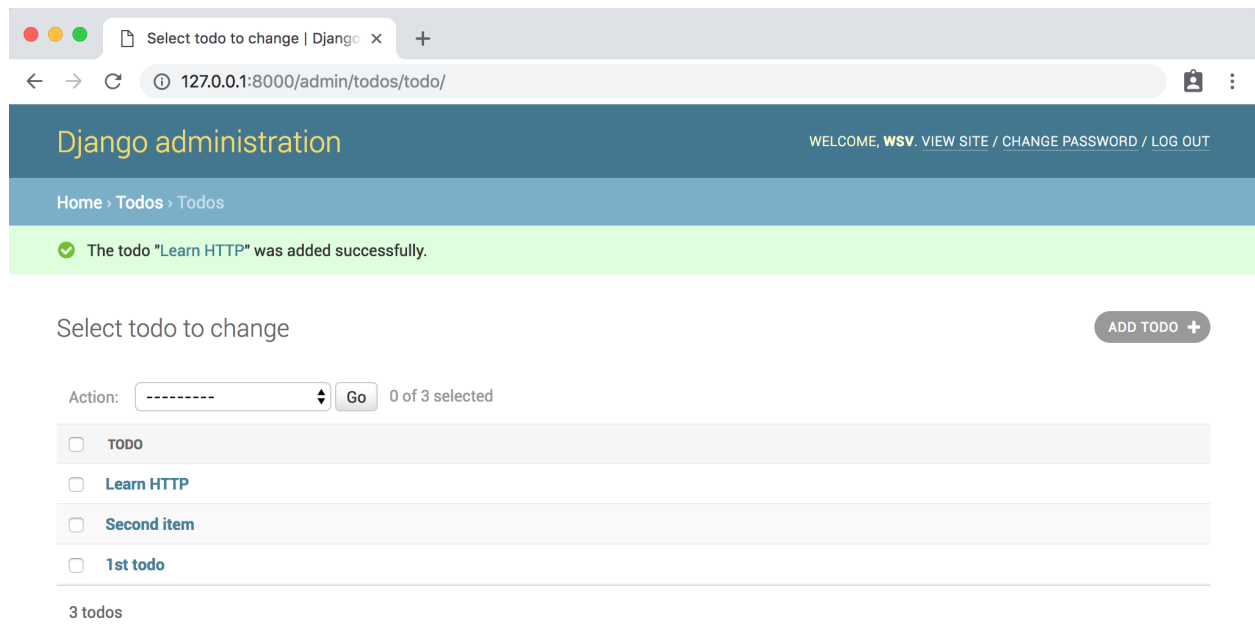 Select todo to change | Django
127.0.0.1:8000/admin/todos/todo/
Django administration
WELCOME, WSV. VIEW SITE / CHANGE PASSWORD / LOG OUT
Home › Todos › Todos
The todo "Learn HTTP" was added successfully.
Select todo to change
ADD TODO +
Action: --------- Go 0 of 3 selected
TODO
Learn HTTP
Second item
1st todo
3 todos